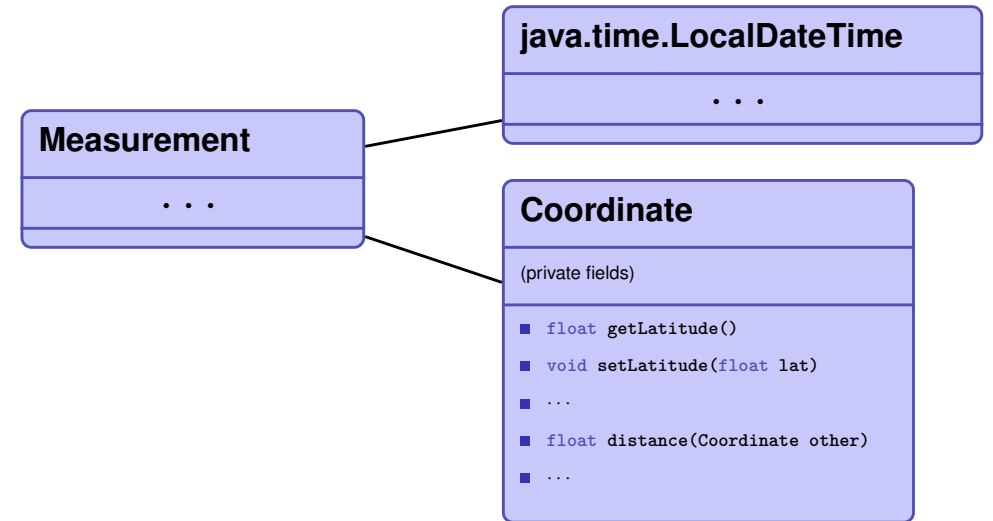 java.time.LocalDateTime
. . .
Measurement
. . .
Coordinate
(private fields)
float getLatitude()
void setLatitude(float lat)
...
float distance(Coordinate other)
...